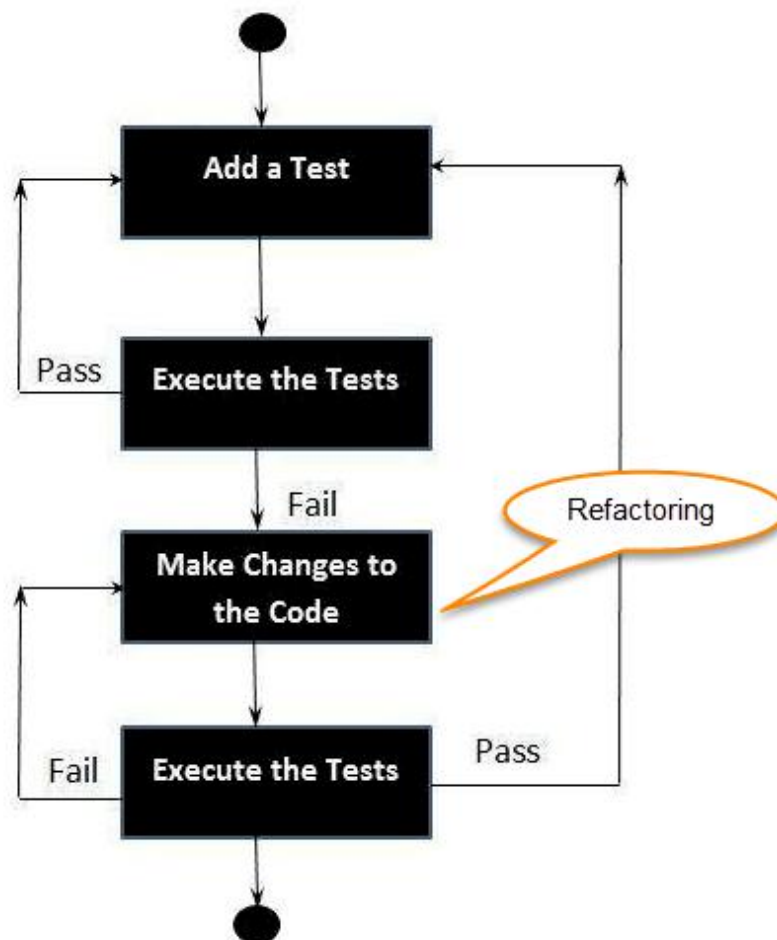 Add a Test
Pass
Execute the Tests
Fail
Refactoring
Make Changes to
the Code
Fail
Execute the Tests
Pass